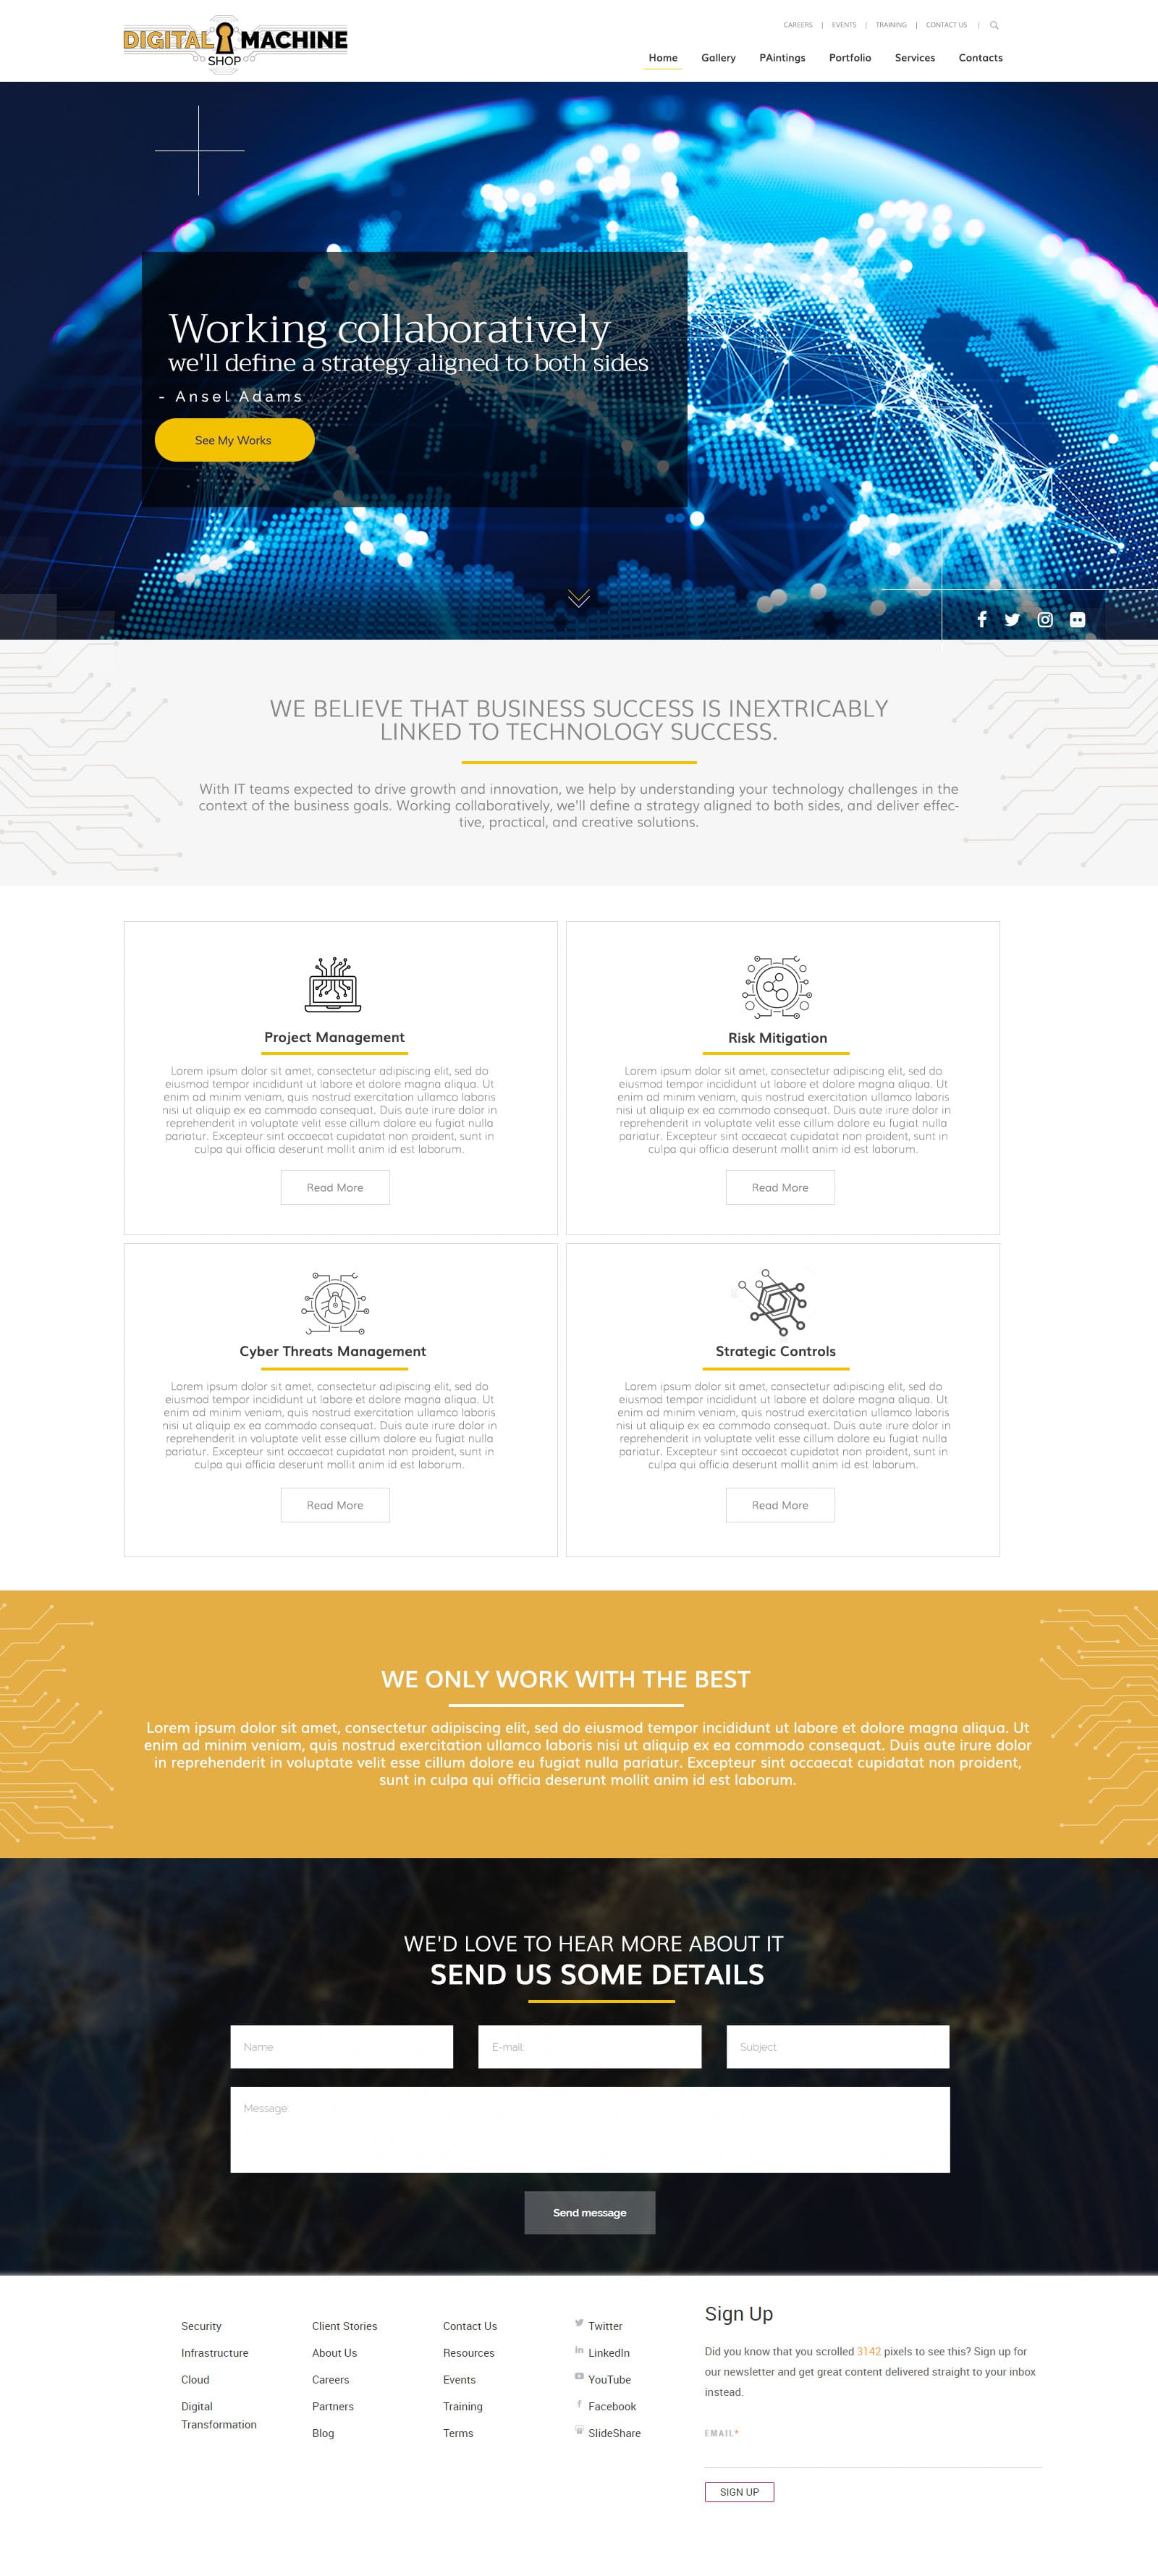 DIGITAL MACHINE
SHOP
CAREERS | EVENTS | TRAINING | CONTACT US |
Home Gallery PAintings Portfolio Services Contacts
Working collaboratively
we'll define a strategy aligned to both sides
- Ansel Adams
See My Works
WE BELIEVE THAT BUSINESS SUCCESS IS INEXTRICABLY
LINKED TO TECHNOLOGY SUCCESS.
With IT teams expected to drive growth and innovation, we help by understanding your technology challenges in the
context of the business goals. Working collaboratively, we'll define a strategy aligned to both sides, and deliver effec-
tive, practical, and creative solutions.
Project Management
Lorem ipsum dolor sit amet, consectetur adipiscing elit, sed do
eiusmod tempor incididunt ut labore et dolore magna aliqua. Ut
enim ad minim veniam, quis nostrud exercitation ullamco laboris
nisi ut aliquip ex ea commodo consequat. Duis aute irure dolor in
reprehenderit in voluptate velit esse cillum dolore eu fugiat nulla
pariatur. Excepteur sint occaecat cupidatat non proident, sunt in
culpa qui officia deserunt mollit anim id est laborum.
Read More
Risk Mitigation
Lorem ipsum dolor sit amet, consectetur adipiscing elit, sed do
eiusmod tempor incididunt ut labore et dolore magna aliqua. Ut
enim ad minim veniam, quis nostrud exercitation ullamco laboris
nisi ut aliquip ex ea commodo consequat. Duis aute irure dolor in
reprehenderit in voluptate velit esse cillum dolore eu fugiat nulla
pariatur. Excepteur sint occaecat cupidatat non proident, sunt in
culpa qui officia deserunt mollit anim id est laborum.
Read More
Cyber Threats Management
Lorem ipsum dolor sit amet, consectetur adipiscing elit, sed do
eiusmod tempor incididunt ut labore et dolore magna aliqua. Ut
enim ad minim veniam, quis nostrud exercitation ullamco laboris
nisi ut aliquip ex ea commodo consequat. Duis aute irure dolor in
reprehenderit in voluptate velit esse cillum dolore eu fugiat nulla
pariatur. Excepteur sint occaecat cupidatat non proident, sunt in
culpa qui officia deserunt mollit anim id est laborum.
Read More
Strategic Controls
Lorem ipsum dolor sit amet, consectetur adipiscing elit, sed do
eiusmod tempor incididunt ut labore et dolore magna aliqua. Ut
enim ad minim veniam, quis nostrud exercitation ullamco laboris
nisi ut aliquip ex ea commodo consequat. Duis aute irure dolor in
reprehenderit in voluptate velit esse cillum dolore eu fugiat nulla
pariatur. Excepteur sint occaecat cupidatat non proident, sunt in
culpa qui officia deserunt mollit anim id est laborum.
Read More
WE ONLY WORK WITH THE BEST
Lorem ipsum dolor sit amet, consectetur adipiscing elit, sed do eiusmod tempor incididunt ut labore et dolore magna aliqua. Ut
enim ad minim veniam, quis nostrud exercitation ullamco laboris nisi ut aliquip ex ea commodo consequat. Duis aute irure dolor
in reprehenderit in voluptate velit esse cillum dolore eu fugiat nulla pariatur. Excepteur sint occaecat cupidatat non proident,
sunt in culpa qui officia deserunt mollit anim id est laborum.
WE'D LOVE TO HEAR MORE ABOUT IT
SEND US SOME DETAILS
Name
E-mail:
Subject
Message:
Send message
Security
Infrastructure
Cloud
Digital
Transformation
Client Stories
About Us
Careers
Partners
Blog
Contact Us
Resources
Events
Training
Terms
Twitter
LinkedIn
YouTube
Facebook
SlideShare
Sign Up
Did you know that you scrolled 3142 pixels to see this? Sign up for
our newsletter and get great content delivered straight to your inbox
instead.
EMAIL*
SIGN UP